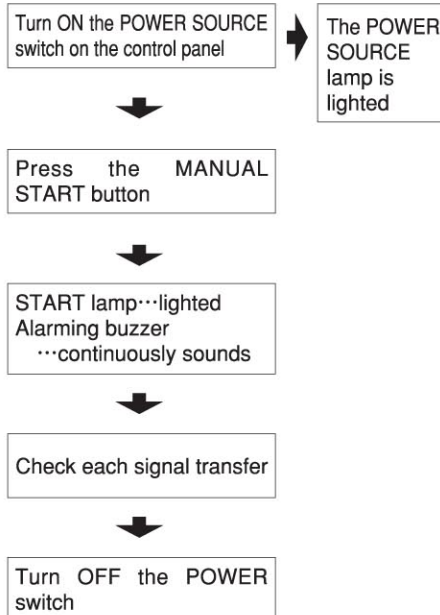 Turn ON the POWER SOURCE
switch on the control panel
The POWER
SOURCE
lamp is
lighted
Press the MANUAL
START button
START lamp···lighted
Alarming buzzer
···continuously sounds
Check each signal transfer
Turn OFF the POWER
switch